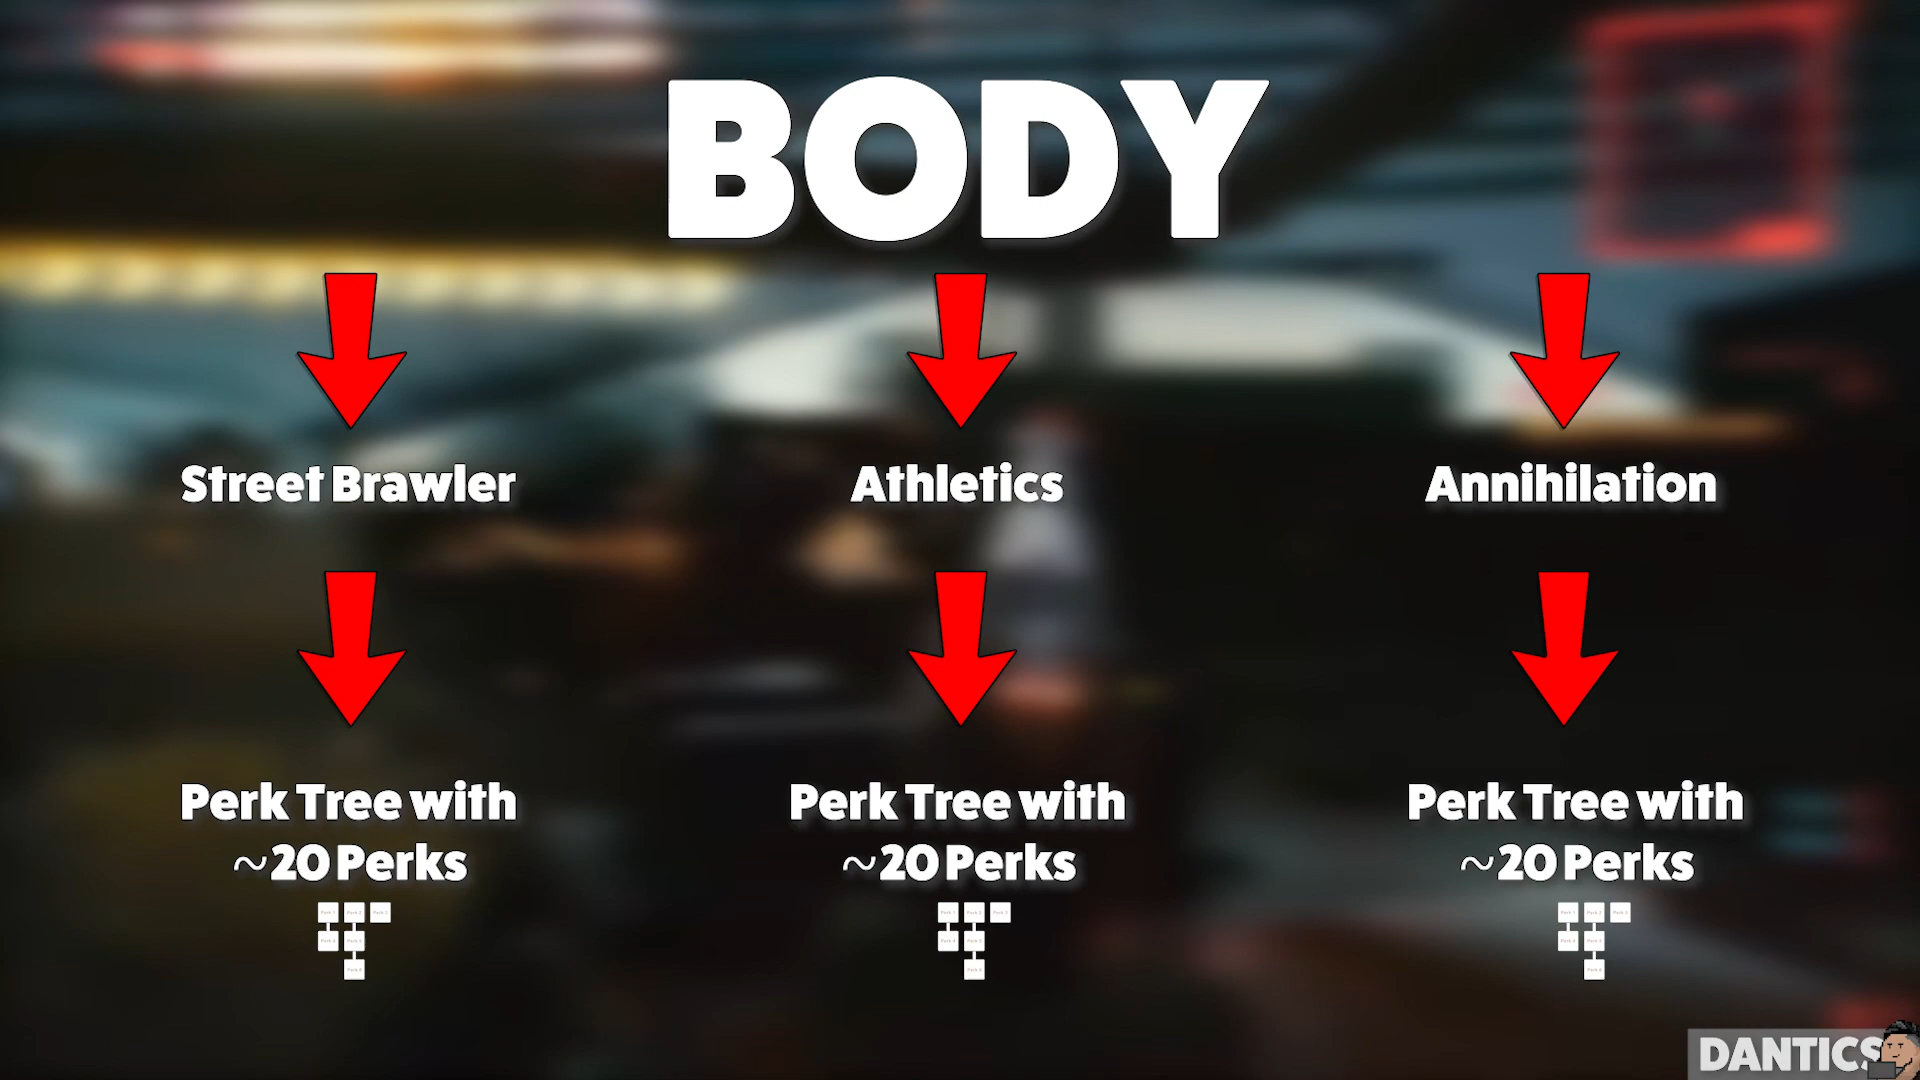 BODY
Street Brawler
Athletics
Annihilation
Perk Tree with
~20 Perks
Perk Tree with
~20 Perks
Perk Tree with
~20 Perks
DANTICS